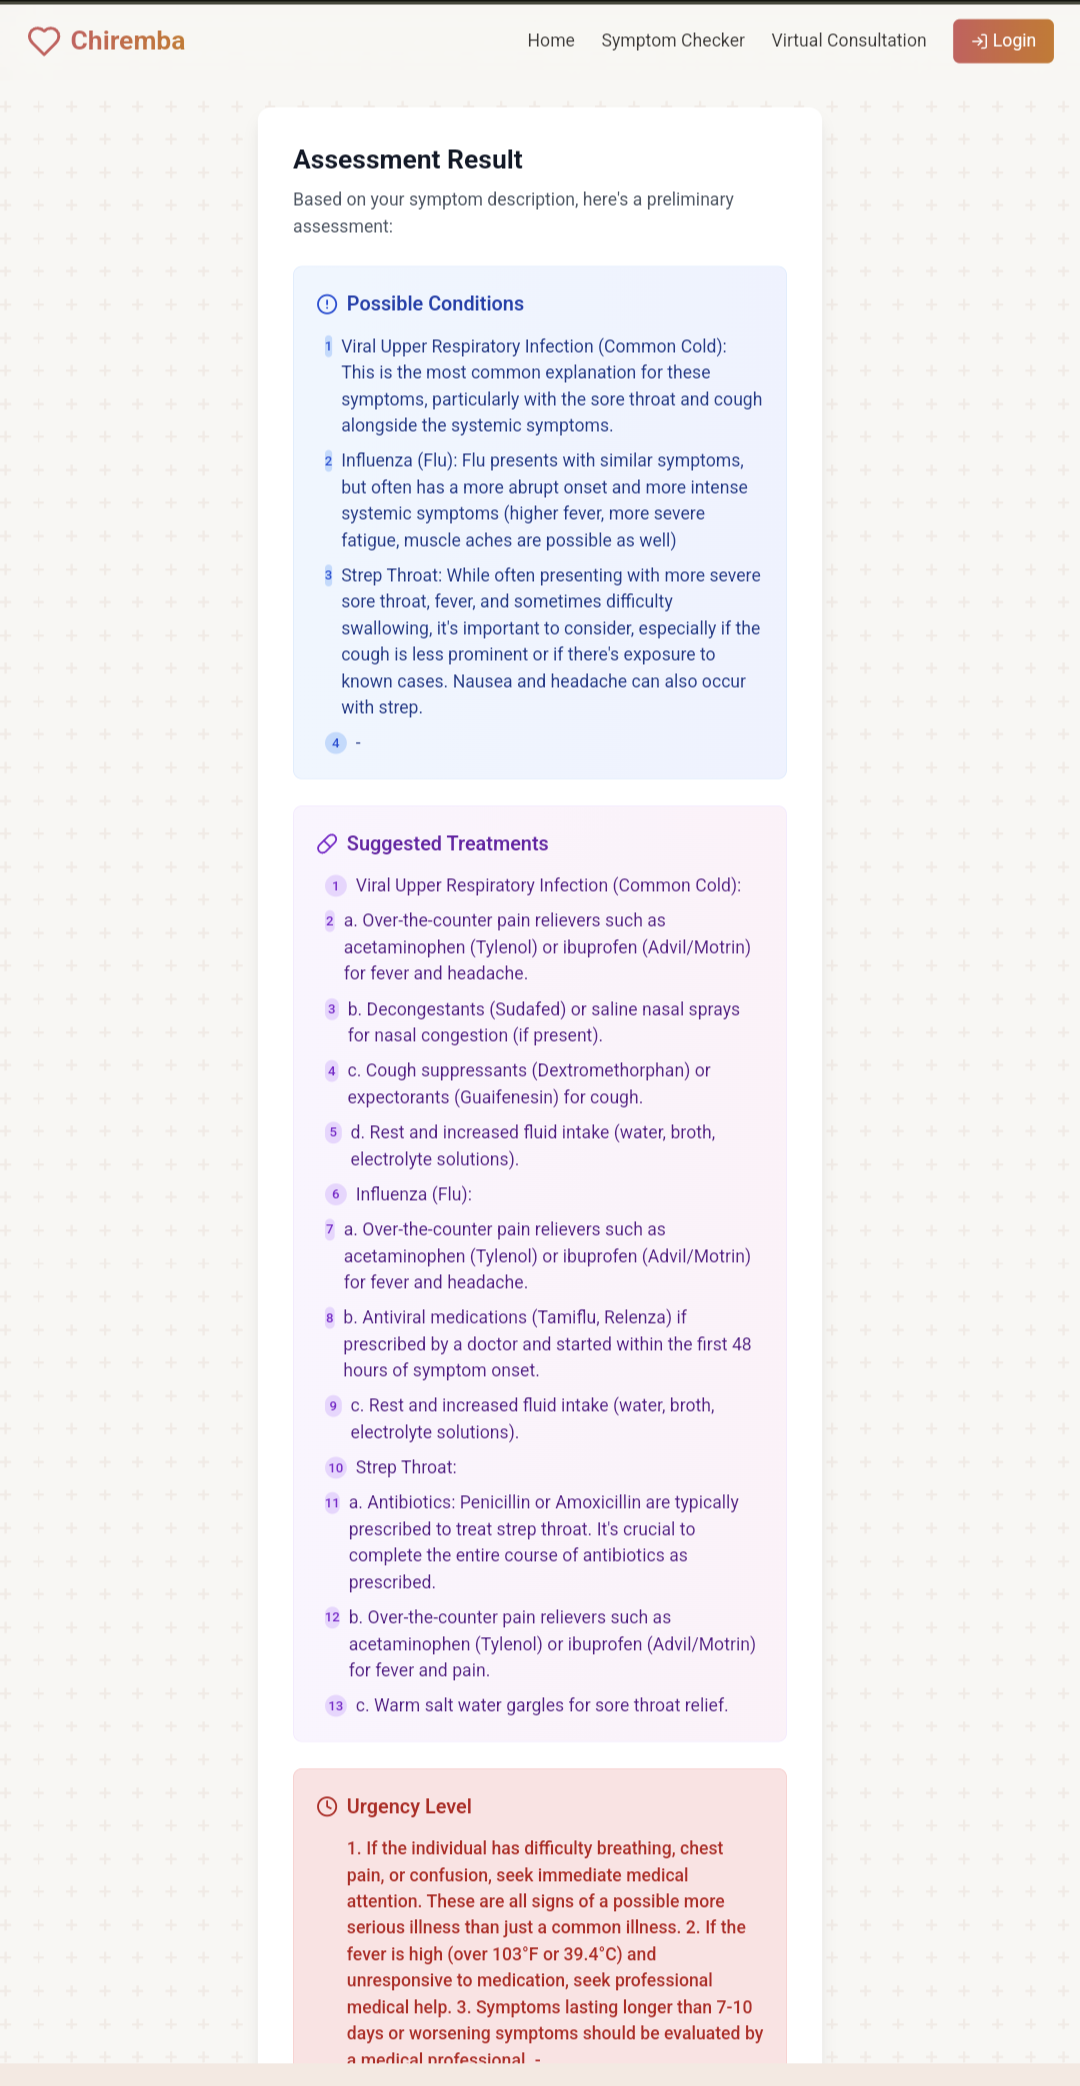 Chiremba
Home Symptom Checker Virtual Consultation Login
Assessment Result
Based on your symptom description, here's a preliminary
assessment:
Possible Conditions
1 Viral Upper Respiratory Infection (Common Cold):
This is the most common explanation for these
symptoms, particularly with the sore throat and cough
alongside the systemic symptoms.
2 Influenza (Flu): Flu presents with similar symptoms,
but often has a more abrupt onset and more intense
systemic symptoms (higher fever, more severe
fatigue, muscle aches are possible as well)
3 Strep Throat: While often presenting with more severe
sore throat, fever, and sometimes difficulty
swallowing, it's important to consider, especially if the
cough is less prominent or if there's exposure to
known cases. Nausea and headache can also occur
with strep.
4 -
Suggested Treatments
1 Viral Upper Respiratory Infection (Common Cold):
2 a. Over-the-counter pain relievers such as
acetaminophen (Tylenol) or ibuprofen (Advil/Motrin)
for fever and headache.
3 b. Decongestants (Sudafed) or saline nasal sprays
for nasal congestion (if present).
4 c. Cough suppressants (Dextromethorphan) or
expectorants (Guaifenesin) for cough.
5 d. Rest and increased fluid intake (water, broth,
electrolyte solutions).
6 Influenza (Flu):
7 a. Over-the-counter pain relievers such as
acetaminophen (Tylenol) or ibuprofen (Advil/Motrin)
for fever and headache.
8 b. Antiviral medications (Tamiflu, Relenza) if
prescribed by a doctor and started within the first 48
hours of symptom onset.
9 c. Rest and increased fluid intake (water, broth,
electrolyte solutions).
10 Strep Throat:
11 a. Antibiotics: Penicillin or Amoxicillin are typically
prescribed to treat strep throat. It's crucial to
complete the entire course of antibiotics as
prescribed.
12 b. Over-the-counter pain relievers such as
acetaminophen (Tylenol) or ibuprofen (Advil/Motrin)
for fever and pain.
13 c. Warm salt water gargles for sore throat relief.
Urgency Level
1. If the individual has difficulty breathing, chest
pain, or confusion, seek immediate medical
attention. These are all signs of a possible more
serious illness than just a common illness. 2. If the
fever is high (over 103°F or 39.4°C) and
unresponsive to medication, seek professional
medical help. 3. Symptoms lasting longer than 7-10
days or worsening symptoms should be evaluated by
a medical professional. -